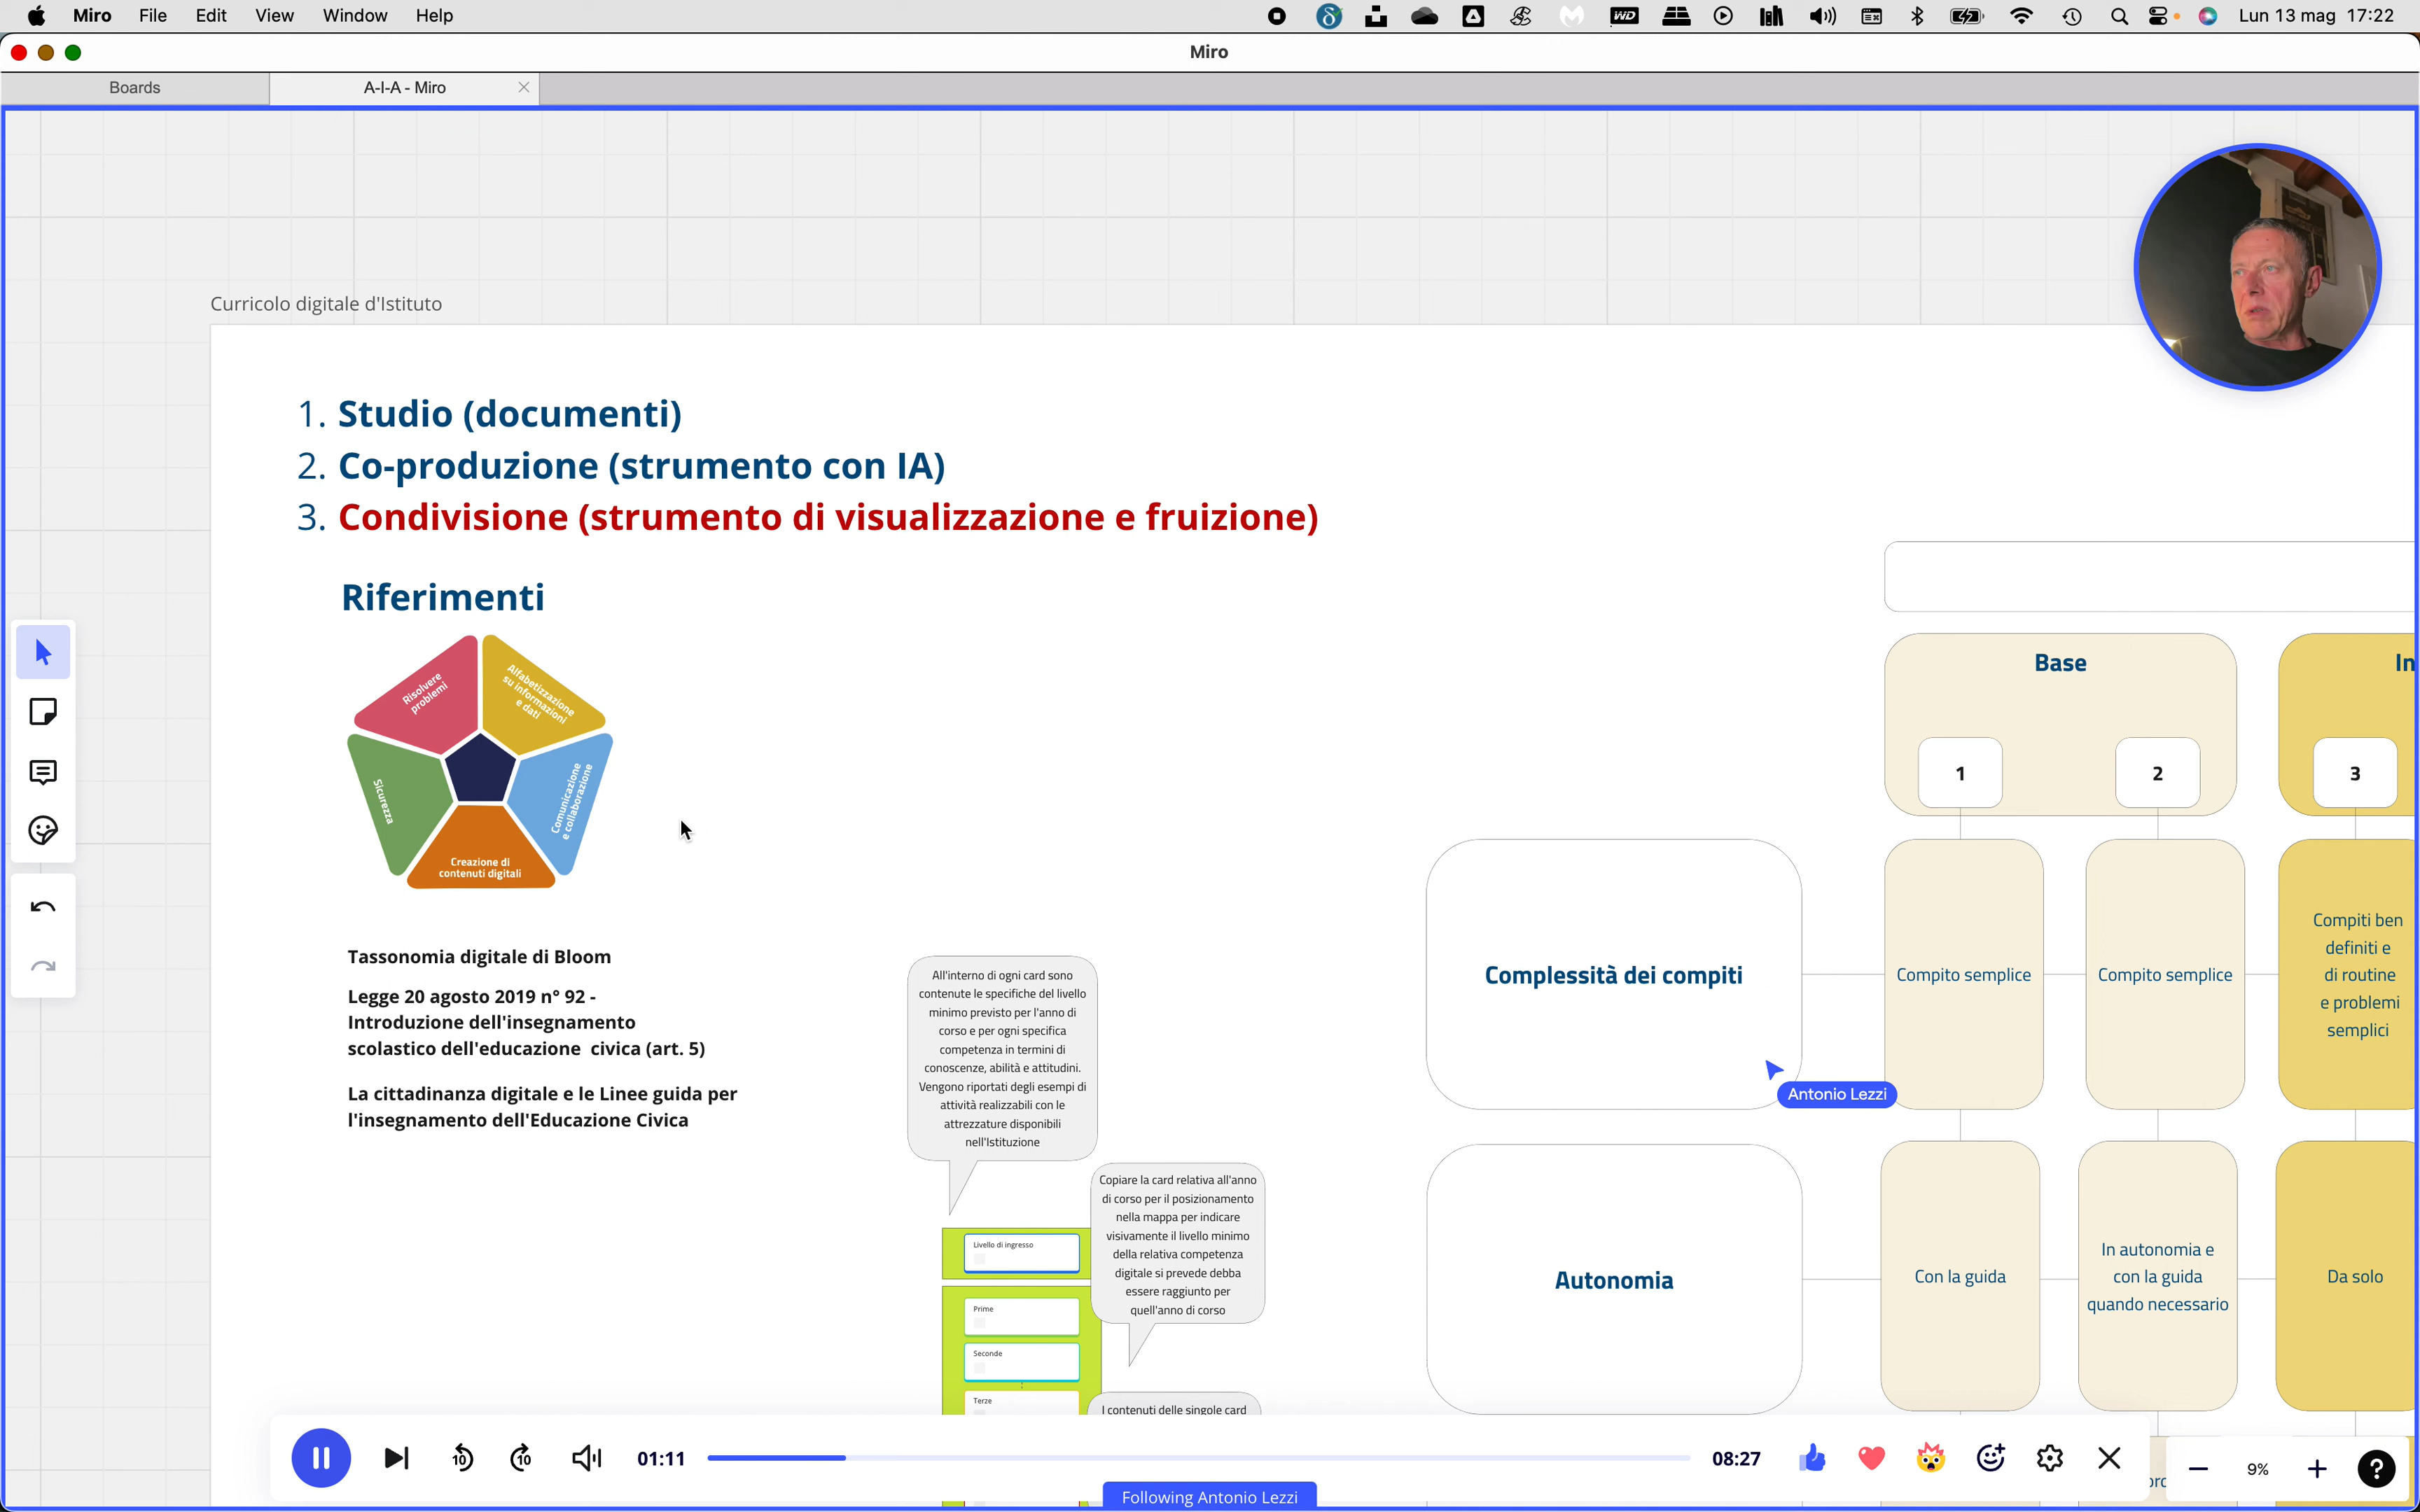 Miro File Edit View Window Help
WD
Lun 13 mag 17:22
Miro
Boards
A-I-A - Miro
Curricolo digitale d'Istituto
1. Studio (documenti)
2. Co-produzione (strumento con IA)
3. Condivisione (strumento di visualizzazione e fruizione)
Riferimenti
Risolvere
problemi
Alfabetizzazione
su informazioni
e dati
Sicurezza
Comunicazione
e collaborazione
Creazione di
contenuti digitali
Tassonomia digitale di Bloom
Legge 20 agosto 2019 n° 92 -
Introduzione dell'insegnamento
scolastico dell'educazione civica (art. 5)
La cittadinanza digitale e le Linee guida per
l'insegnamento dell'Educazione Civica
All'interno di ogni card sono
contenute le specifiche del livello
minimo previsto per l'anno di
corso e per ogni specifica
competenza in termini di
conoscenze, abilità e attitudini.
Vengono riportati degli esempi di
attività realizzabili con le
attrezzature disponibili
nell'Istituzione
Copiare la card relativa all'anno
di corso per il posizionamento
nella mappa per indicare
visivamente il livello minimo
della relativa competenza
digitale si prevede debba
essere raggiunto per
quell'anno di corso
Livello di ingresso
Prime
Seconde
Terze
I contenuti delle singole card
Base
In
1
2
3
Complessità dei compiti
Compito semplice
Compito semplice
Compiti ben
definiti e
di routine
e problemi
semplici
Antonio Lezzi
Autonomia
Con la guida
In autonomia e
con la guida
quando necessario
Da solo
10
10
01:11
08:27
9%
?
Following Antonio Lezzi